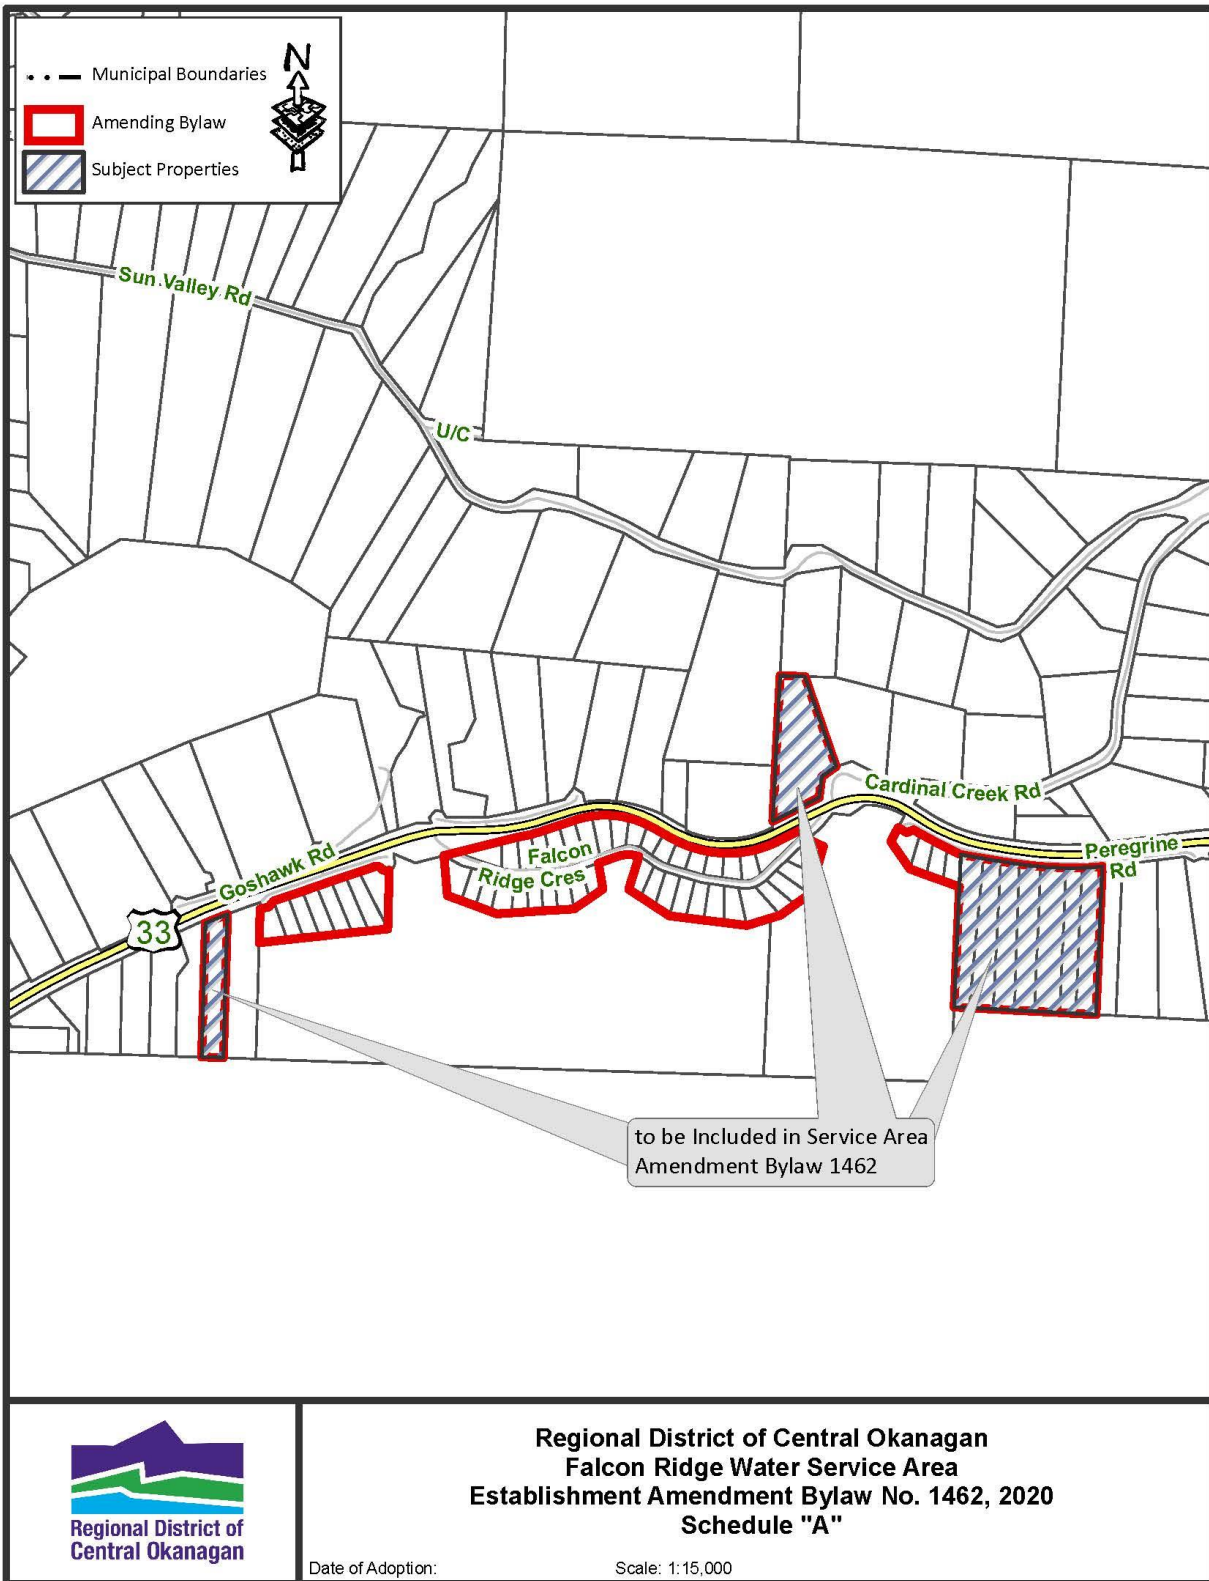 N
Municipal Boundaries
Amending Bylaw
Subject Properties
Sun Valley Rd
U/C
Cardinal Creek Rd
Peregrine
Rd
Falcon
Ridge Cres
Goshawk Rd
33
to be Included in Service Area
Amendment Bylaw 1462
Regional District of
Central Okanagan
Regional District of Central Okanagan
Falcon Ridge Water Service Area
Establishment Amendment Bylaw No. 1462, 2020
Schedule "A"
Date of Adoption:
Scale: 1:15,000